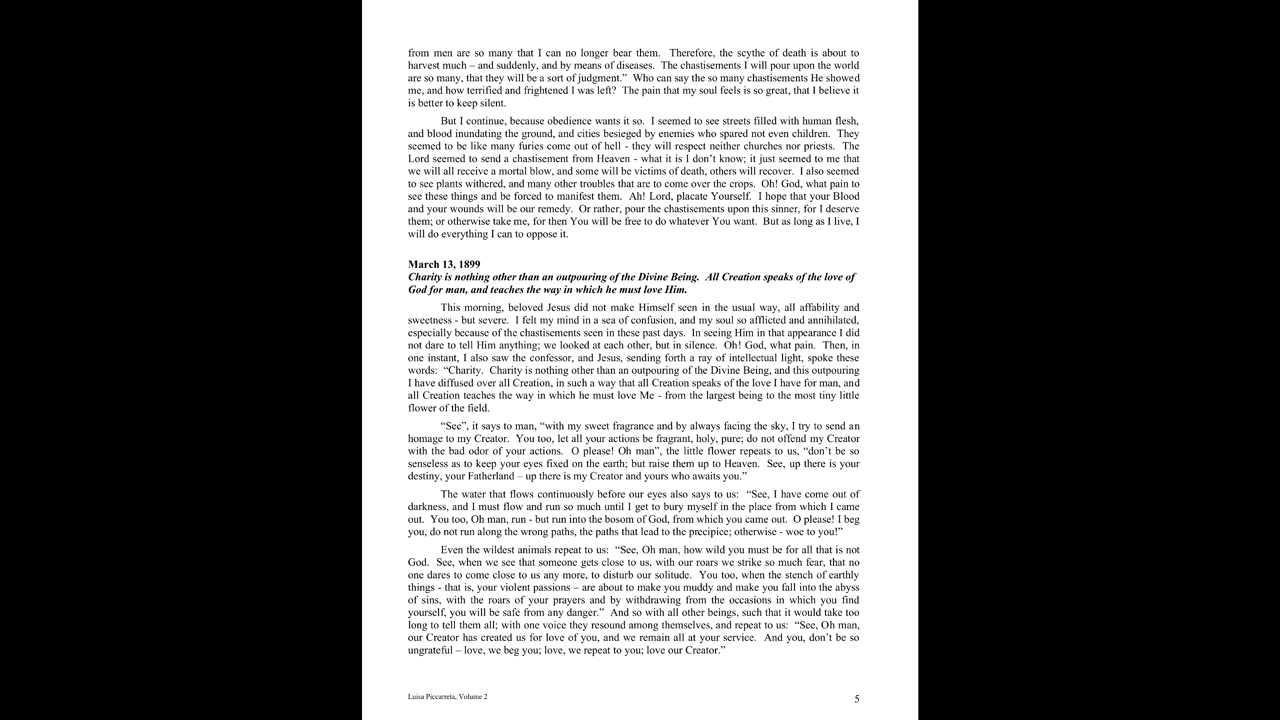 from men are so many that I can no longer bear them.  Therefore, the scythe of death is about to
harvest much – and suddenly, and by means of diseases.  The chastisements I will pour upon the world
are so many, that they will be a sort of judgment.”  Who can say the so many chastisements He showed
me, and how terrified and frightened I was left?  The pain that my soul feels is so great, that I believe it
is better to keep silent.
But I continue, because obedience wants it so.  I seemed to see streets filled with human flesh,
and blood inundating the ground, and cities besieged by enemies who spared not even children.  They
seemed to be like many furies come out of hell - they will respect neither churches nor priests.  The
Lord seemed to send a chastisement from Heaven - what it is I don’t know; it just seemed to me that
we will all receive a mortal blow, and some will be victims of death, others will recover.  I also seemed
to see plants withered, and many other troubles that are to come over the crops.  Oh! God, what pain to
see these things and be forced to manifest them.  Ah! Lord, placate Yourself.  I hope that your Blood
and your wounds will be our remedy.  Or rather, pour the chastisements upon this sinner, for I deserve
them; or otherwise take me, for then You will be free to do whatever You want.  But as long as I live, I
will do everything I can to oppose it.
March 13, 1899
Charity is nothing other than an outpouring of the Divine Being.  All Creation speaks of the love of
God for man, and teaches the way in which he must love Him.
This morning, beloved Jesus did not make Himself seen in the usual way, all affability and
sweetness - but severe.  I felt my mind in a sea of confusion, and my soul so afflicted and annihilated,
especially because of the chastisements seen in these past days.  In seeing Him in that appearance I did
not dare to tell Him anything; we looked at each other, but in silence.  Oh! God, what pain.  Then, in
one instant, I also saw the confessor, and Jesus, sending forth a ray of intellectual light, spoke these
words:  “Charity.  Charity is nothing other than an outpouring of the Divine Being, and this outpouring
I have diffused over all Creation, in such a way that all Creation speaks of the love I have for man, and
all Creation teaches the way in which he must love Me - from the largest being to the most tiny little
flower of the field.
“See”, it says to man, “with my sweet fragrance and by always facing the sky, I try to send an
homage to my Creator.  You too, let all your actions be fragrant, holy, pure; do not offend my Creator
with the bad odor of your actions.  O please! Oh man”, the little flower repeats to us, “don’t be so
senseless as to keep your eyes fixed on the earth; but raise them up to Heaven.  See, up there is your
destiny, your Fatherland – up there is my Creator and yours who awaits you.”
The water that flows continuously before our eyes also says to us:  “See, I have come out of
darkness, and I must flow and run so much until I get to bury myself in the place from which I came
out.  You too, Oh man, run - but run into the bosom of God, from which you came out.  O please! I beg
you, do not run along the wrong paths, the paths that lead to the precipice; otherwise - woe to you!”
Even the wildest animals repeat to us:  “See, Oh man, how wild you must be for all that is not
God.  See, when we see that someone gets close to us, with our roars we strike so much fear, that no
one dares to come close to us any more, to disturb our solitude.  You too, when the stench of earthly
things - that is, your violent passions – are about to make you muddy and make you fall into the abyss
of sins, with the roars of your prayers and by withdrawing from the occasions in which you find
yourself, you will be safe from any danger.”  And so with all other beings, such that it would take too
long to tell them all; with one voice they resound among themselves, and repeat to us:  “See, Oh man,
our Creator has created us for love of you, and we remain all at your service.  And you, don’t be so
ungrateful – love, we beg you; love, we repeat to you; love our Creator.”
Luisa Piccarreta, Volume 2
5